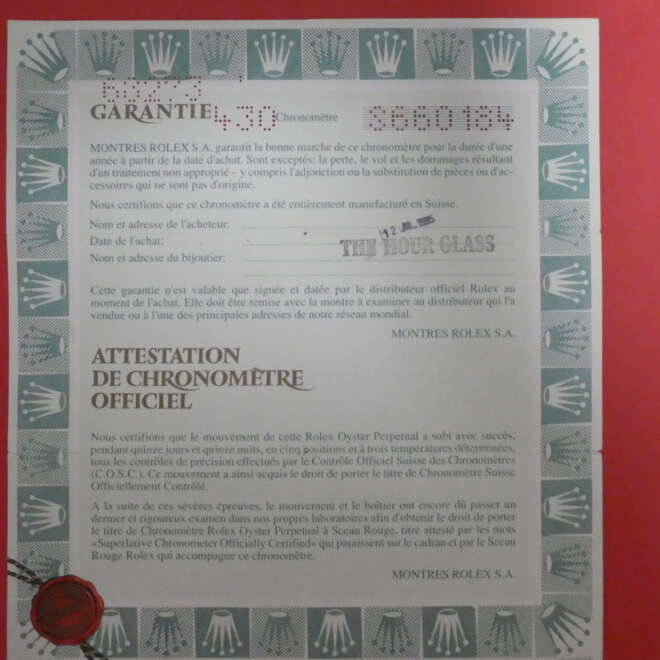 68273
GARANTIE 430 Chronomètre
MONTRES ROLEX S.A. garantit la bonne marche de ce chronomètre pour la durée d'une
année à partir de la date d'achat. Sont exceptés: la perte, le vol et les dommages résultant
d'un traitement non approprié – y compris l'adjonction ou la substitution de pièces ou d'ac-
cessoires qui ne sont pas d'origine.
Nous certifions que ce chronomètre a été entièrement manufacturé en Suisse.
Nom et adresse de l'acheteur:
Date de l'achat:
Nom et adresse du bijoutier:
THE HOUR GLASS
Cette garantie n'est valable que signée et datée par le distributeur officiel Rolex au
moment de l'achat. Elle doit être remise avec la montre à examiner au distributeur qui l'a
vendue ou à l'une des principales adresses de notre réseau mondial.
MONTRES ROLEX S.A.
ATTESTATION
DE CHRONOMÈTRE
OFFICIEL
Nous certifions que le mouvement de cette Rolex Oyster Perpetual a subi avec succès,
pendant quinze jours et quinze nuits, en cinq positions et à trois températures déterminées,
tous les contrôles de précision effectués par le Contrôle Officiel Suisse des Chronomètres
(C.O.S.C.). Ce mouvement a ainsi acquis le droit de porter le titre de Chronomètre Suisse
Officiellement Contrôlé.
A la suite de ces sévères épreuves, le mouvement et le boîtier ont encore dû passer un
dernier et rigoureux examen dans nos propres laboratoires afin d'obtenir le droit de porter
le titre de Chronomètre Rolex Oyster Perpetual à Sceau Rouge, titre attesté par les mots
«Superlative Chronometer Officially Certified» qui paraissent sur le cadran et par le Sceau
Rouge Rolex qui accompagne ce chronomètre.
MONTRES ROLEX S.A.